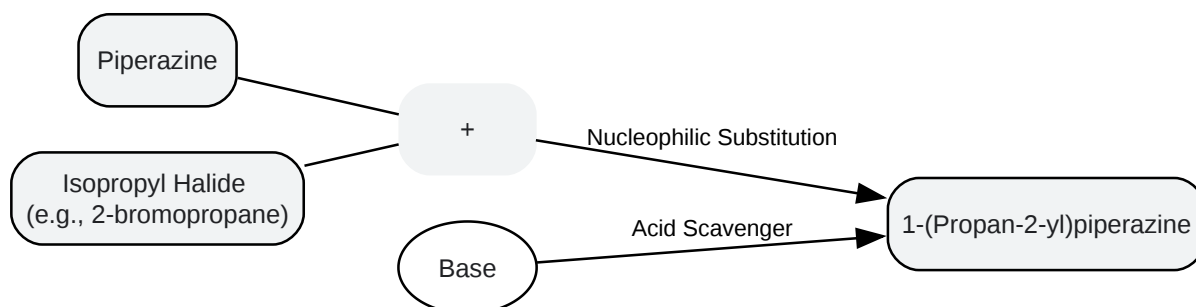 Piperazine
+
Nucleophilic Substitution
Isopropyl Halide
(e.g., 2-bromopropane)
1-(Propan-2-yl)piperazine
Acid Scavenger
Base